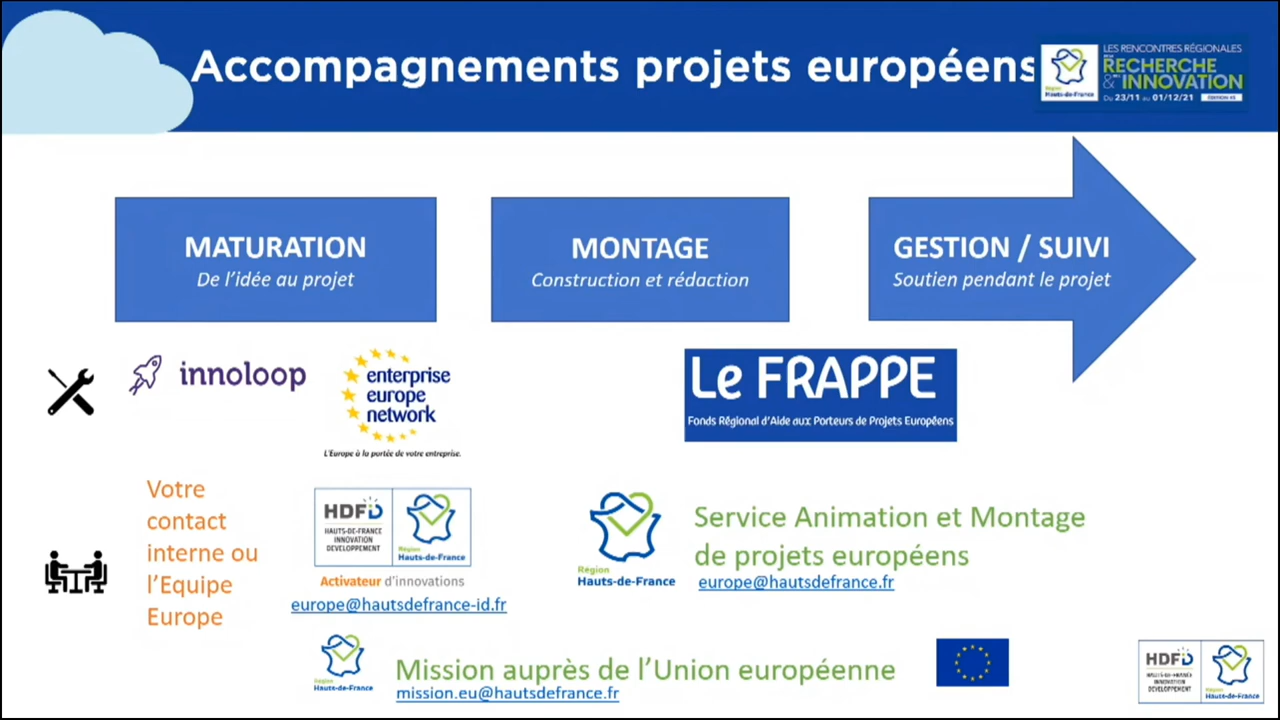 Accompagnements projets européens
Région
Hauts-de-France
LES RENCONTRES RÉGIONALES
RECHERCHE
& INNOVATION
DU 23/11 AU 01/12/21
MATURATION
De l'idée au projet
MONTAGE
Construction et rédaction
GESTION / SUIVI
Soutien pendant le projet
innoloop
enterprise
europe
network
L'Europe à la portée de votre entreprise.
Le FRAPPE
Fonds Régional d'Aide aux Porteurs de Projets Européens
Votre
contact
interne ou
l'Equipe
Europe
HDFID
HAUTS-DE-FRANCE
INNOVATION
DEVELOPPEMENT
Région
Hauts-de-France
Activateur d'innovations
europe@hautsdefrance-id.fr
Région
Hauts-de-France
Service Animation et Montage
de projets européens
europe@hautsdefrance.fr
Région
Hauts-de-France
Mission auprès de l'Union européenne
mission.eu@hautsdefrance.fr
HDFID
HAUTS-DE-FRANCE
INNOVATION
DEVELOPPEMENT
Région
Hauts-de-France